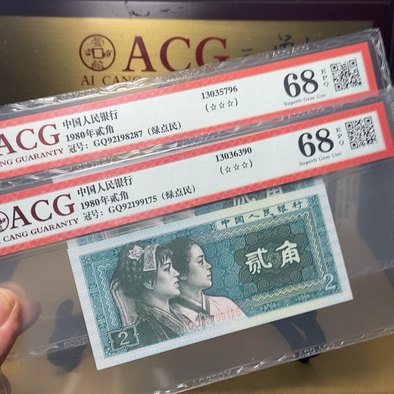 ACG
AI CANG
中国人民银行
1980年贰角
冠号：GQ92198287 （绿点民）
13035796
（☆☆☆）
68 EPQ
Superb Gem Unc
ACG
CANG GUARANTY
中国人民银行
1980年贰角
冠号：GQ92199175 （绿点民）
13036390
（☆☆☆）
68 EPQ
Superb Gem Unc
ACG
CANG GUARANTY
中国人民银行
贰角
2
2